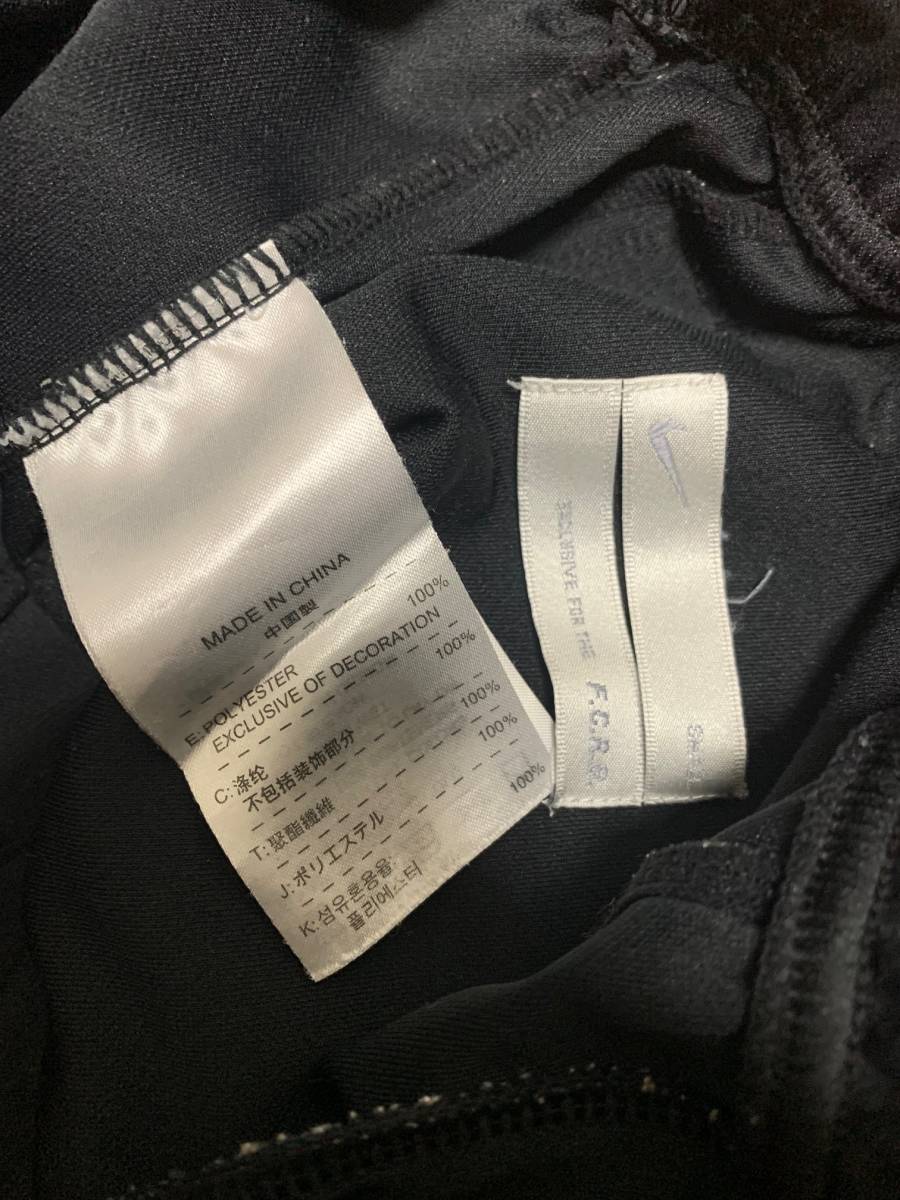 MADE IN CHINA
中国製
100%
E: POLYESTER
EXCLUSIVE OF DECORATION
100%
C: 涤纶
不包括装饰部分
100%
T: 聚酯纖維
100%
J: ポリエステル
100%
K: 섬유혼용율:
폴리에스터
EXCLUSIVE FOR THE
F.C.R.B.